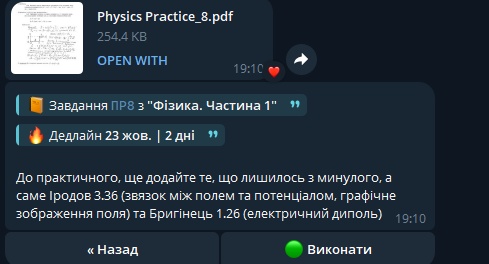 Physics Practice_8.pdf
254.4 KB
OPEN WITH
19:10
Завдання ПР8 з "Фізика. Частина 1"
Дедлайн 23 жов. | 2 дні
До практичного, ще додайте те, що лишилось з минулого, а
саме Іродов 3.36 (звязок між полем та потенціалом, графічне
зображення поля) та Бригінець 1.26 (електричний диполь)
19:10
« Назад
Виконати